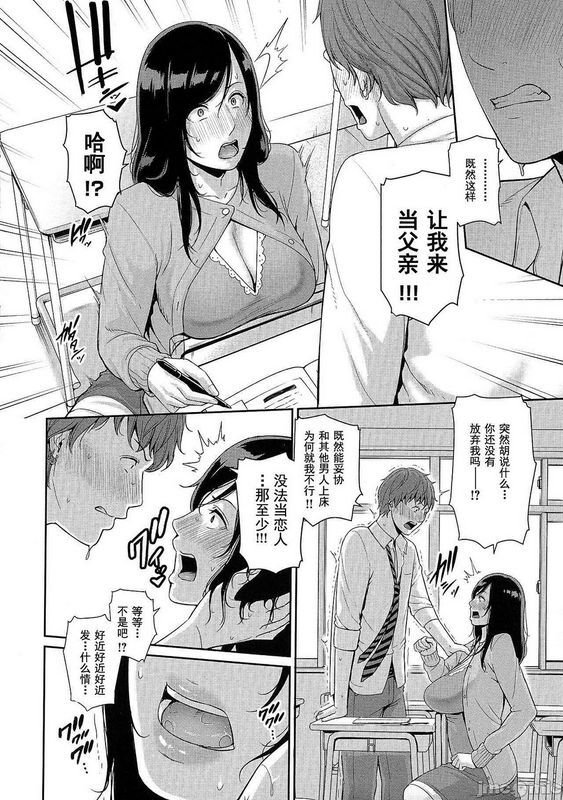 ………
既然这样
让我来
当父亲!!!
哈啊!?
突然胡说什么…
你还没有
放弃我吗——!?
既然能妥协
和其他男人上床
为何就我不行!!
没法当恋人
…那至少!!!
等等…
不是吧!?
好近好近好近
发…什么情